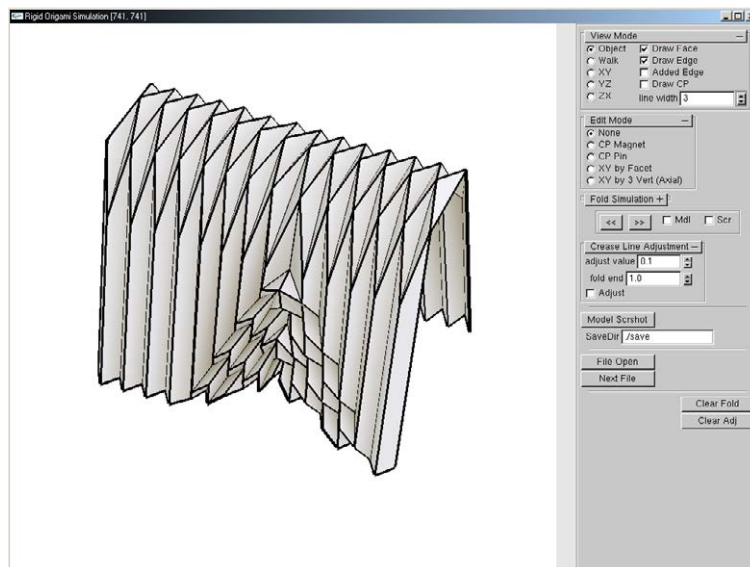 Rigid Origami Simulation [741, 741]
View Mode
Object
Draw Face
Walk
Draw Edge
XY
Added Edge
YZ
Draw CP
ZX
line width 3
Edit Mode
None
CP Magnet
CP Pin
XY by Facet
XY by 3 Vert (Axial)
Fold Simulation +
<< >> Mdl Scr
Crease Line Adjustment
adjust value 0.1
fold end 1.0
Adjust
Model Scrshot
SaveDir ./save
File Open
Next File
Clear Fold
Clear Adj